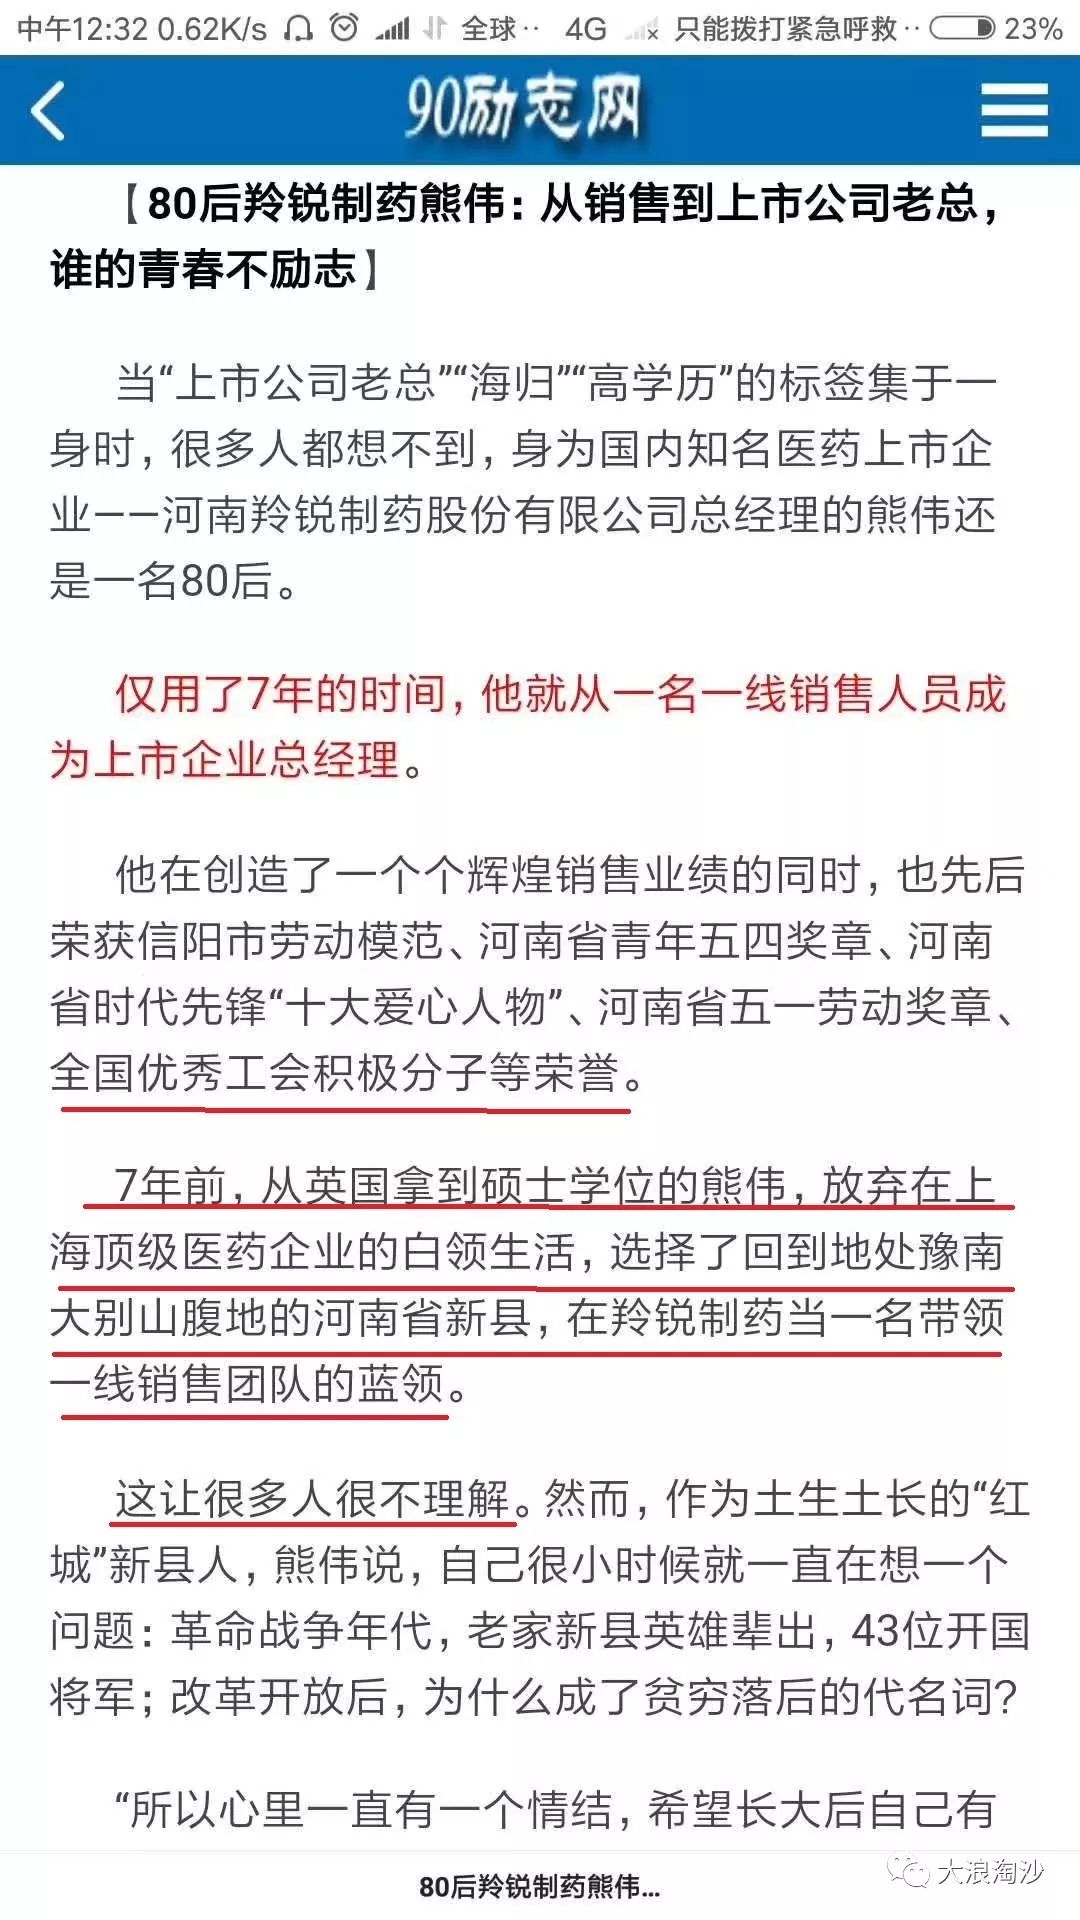 中午12:32 0.62K/s 全球·· 4G 只能拨打紧急呼救·· 23%
90励志网
【80后羚锐制药熊伟：从销售到上市公司老总，
谁的青春不励志】
当“上市公司老总”“海归”“高学历”的标签集于一
身时，很多人都想不到，身为国内知名医药上市企
业——河南羚锐制药股份有限公司总经理的熊伟还
是一名80后。
仅用了7年的时间，他就从一名一线销售人员成
为上市企业总经理。
他在创造了一个个辉煌销售业绩的同时，也先后
荣获信阳市劳动模范、河南省青年五四奖章、河南
省时代先锋“十大爱心人物”、河南省五一劳动奖章、
全国优秀工会积极分子等荣誉。
7年前，从英国拿到硕士学位的熊伟，放弃在上
海顶级医药企业的白领生活，选择了回到地处豫南
大别山腹地的河南省新县，在羚锐制药当一名带领
一线销售团队的蓝领。
这让很多人很不理解。然而，作为土生土长的“红
城”新县人，熊伟说，自己很小时候就一直在想一个
问题：革命战争年代，老家新县英雄辈出，43位开国
将军；改革开放后，为什么成了贫穷落后的代名词？
“所以心里一直有一个情结，希望长大后自己有
大浪淘沙
80后羚锐制药熊伟...